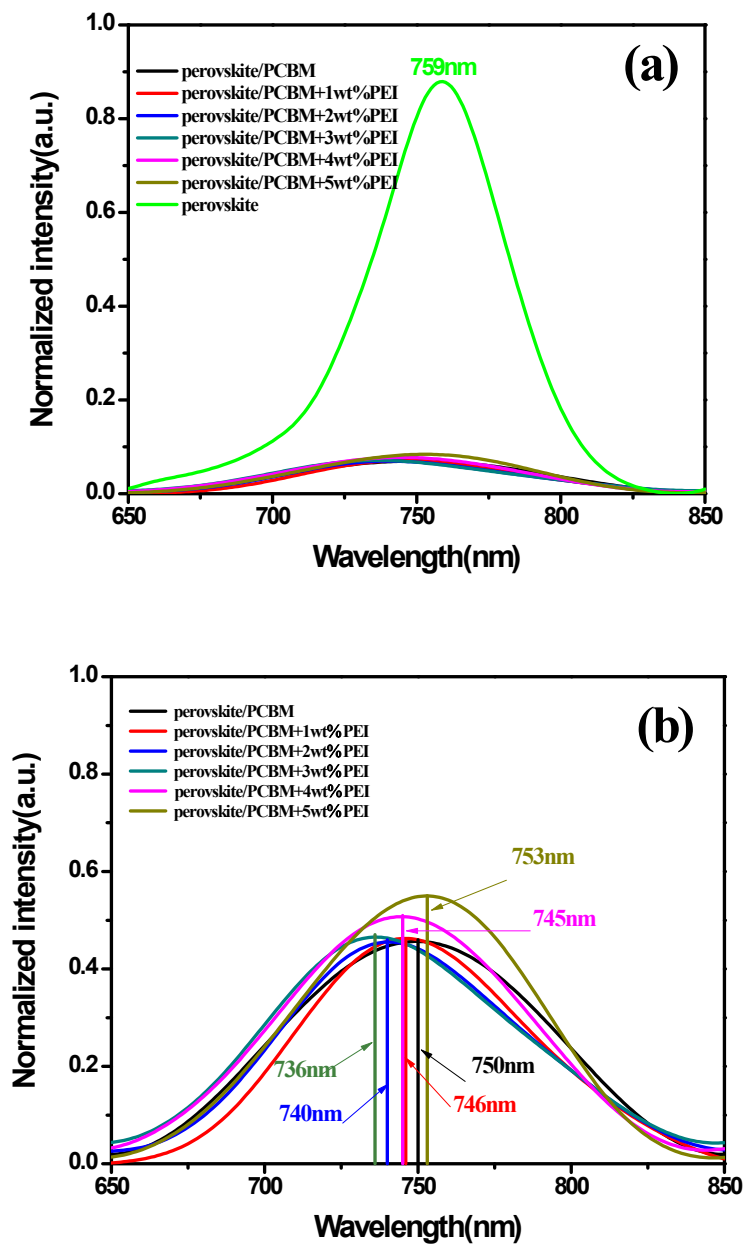 1.0
(a)
perovskite/PCBM
759nm
perovskite/PCBM+1wt%PEI
perovskite/PCBM+2wt%PEI
0.8
perovskite/PCBM+3wt%PEI
perovskite/PCBM+4wt%PEI
perovskite/PCBM+5wt%PEI
0.6
perovskite
Normalized intensity(a.u.)
0.4
0.2
0.0
650 700 750 800 850
Wavelength(nm)
1.0
(b)
perovskite/PCBM
perovskite/PCBM+1wt%PEI
perovskite/PCBM+2wt%PEI
0.8
perovskite/PCBM+3wt%PEI
perovskite/PCBM+4wt%PEI
perovskite/PCBM+5wt%PEI
0.6
753nm
745nm
Normalized intensity(a.u.)
0.4
736nm
750nm
0.2
746nm
740nm
0.0
650 700 750 800 850
Wavelength(nm)